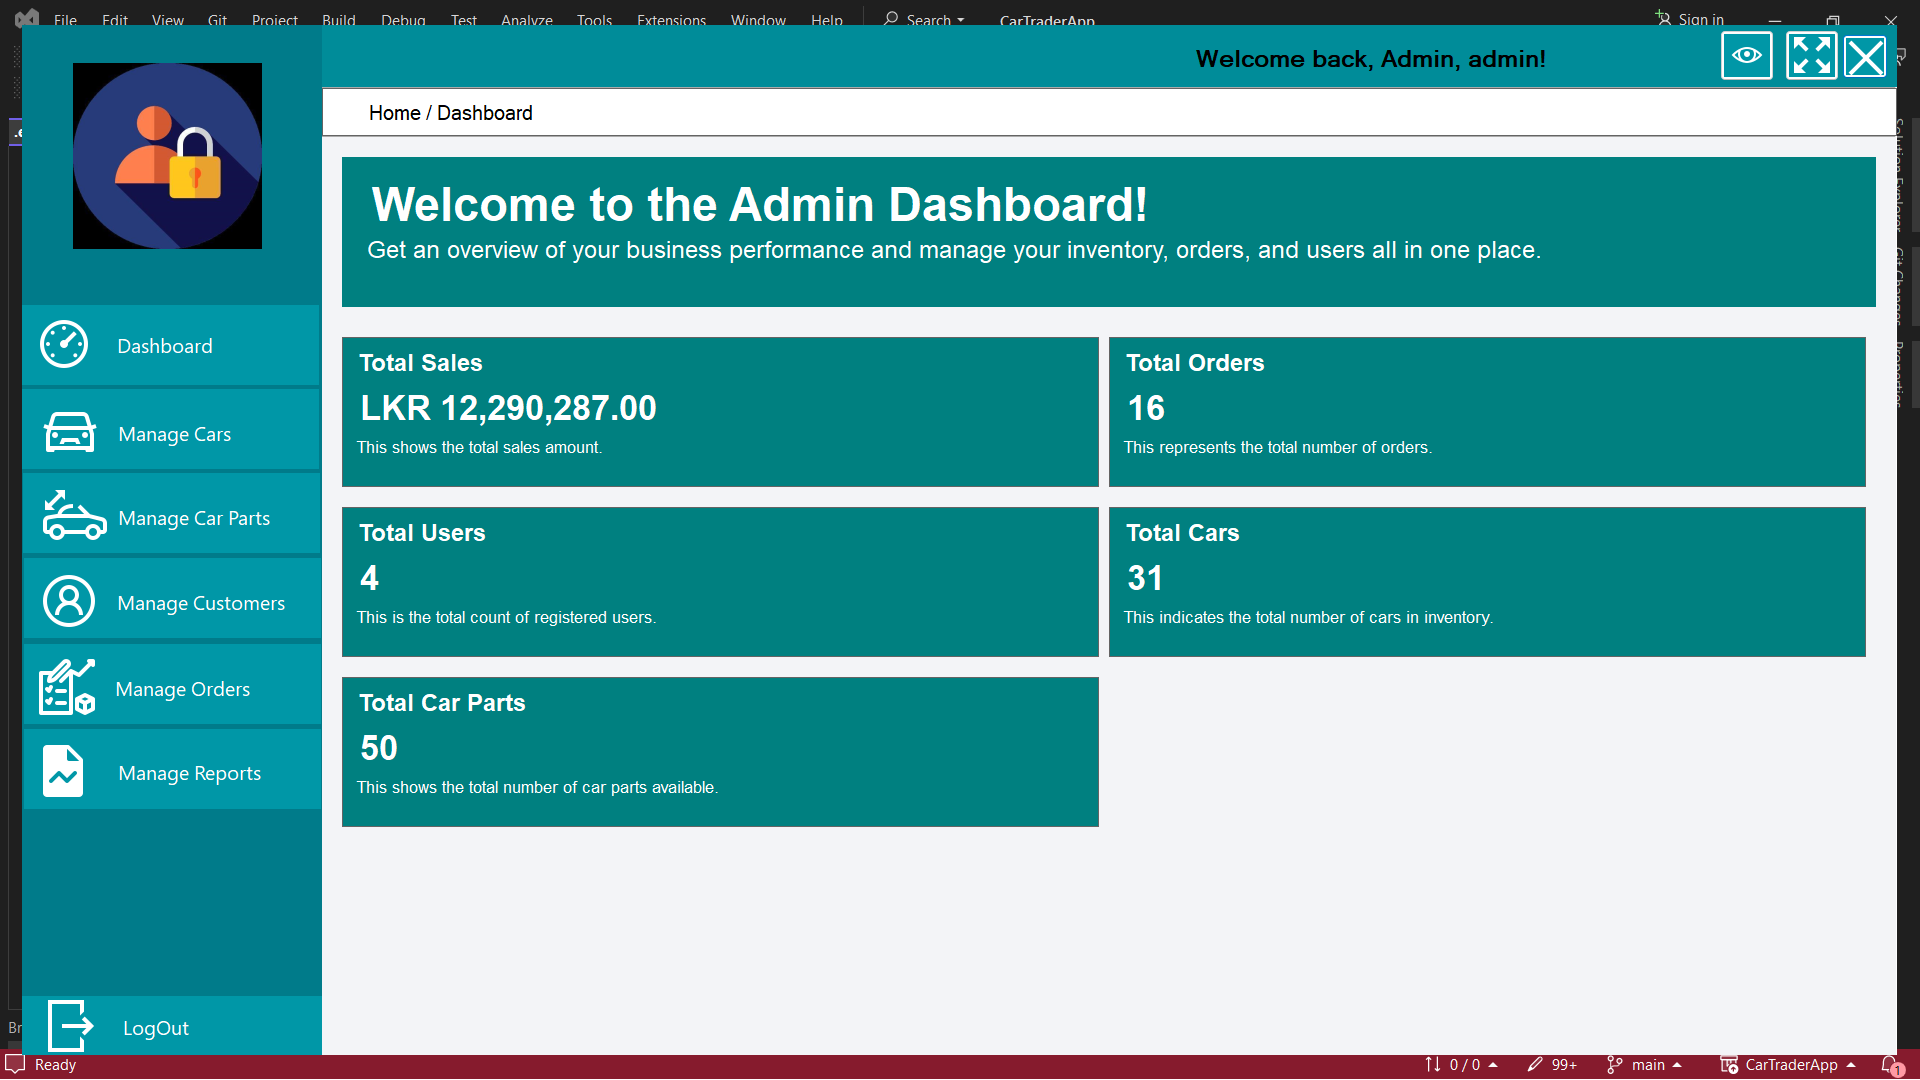 File Edit View Git Project Build Debug Test Analyze Tools Extensions Window Help Search CarTraderApp Sign in
Welcome back, Admin, admin!
Home / Dashboard
Welcome to the Admin Dashboard!
Get an overview of your business performance and manage your inventory, orders, and users all in one place.
Dashboard
Manage Cars
Manage Car Parts
Manage Customers
Manage Orders
Manage Reports
LogOut
Total Sales
LKR 12,290,287.00
This shows the total sales amount.
Total Orders
16
This represents the total number of orders.
Total Users
4
This is the total count of registered users.
Total Cars
31
This indicates the total number of cars in inventory.
Total Car Parts
50
This shows the total number of car parts available.
Solution Explorer
Git Changes
Properties
Ready
0 / 0
99+
main
CarTraderApp
1